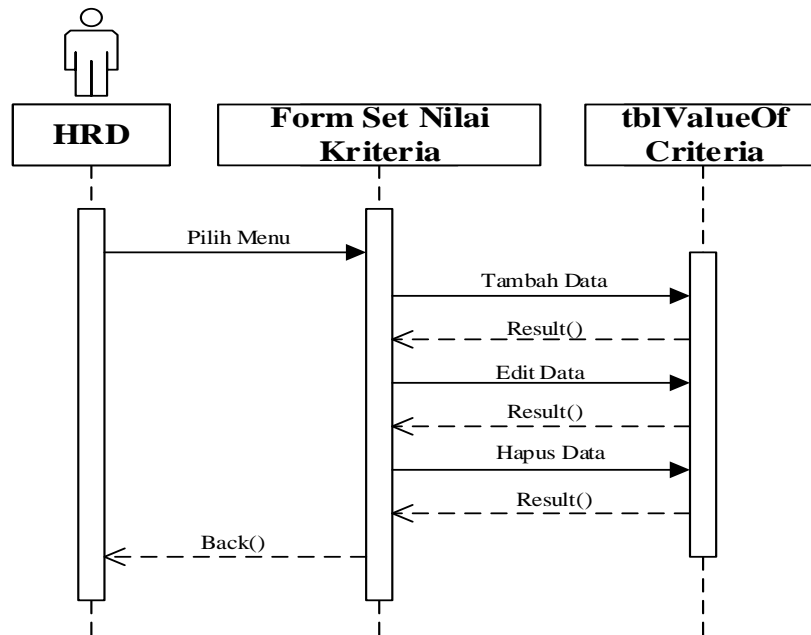 HRD
Form Set Nilai
Kriteria
tblValueOf
Criteria
Pilih Menu
Tambah Data
Result()
Edit Data
Result()
Hapus Data
Result()
Back()